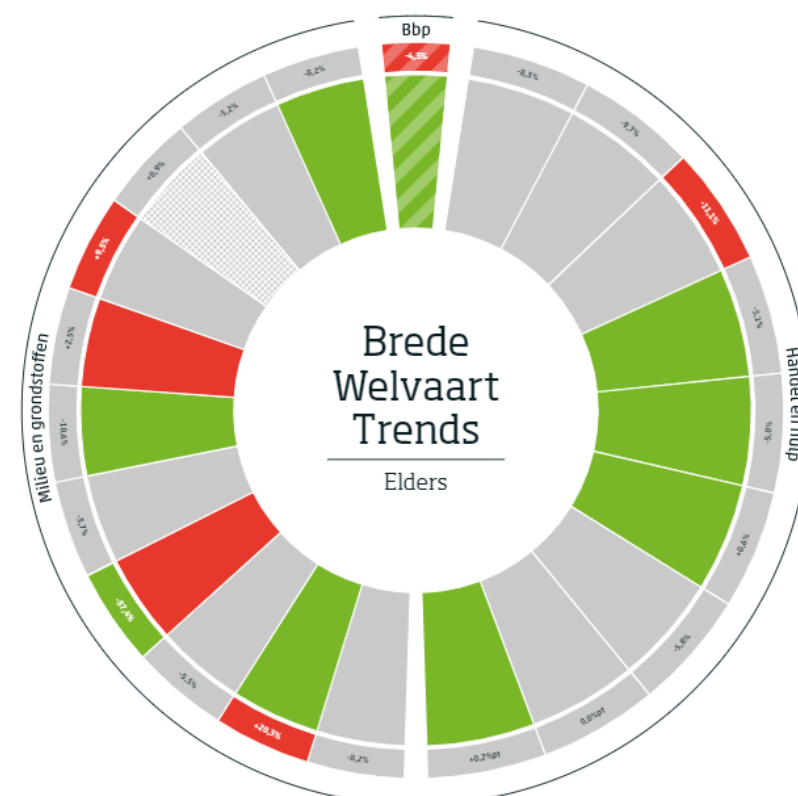 Bbp
-4,3%
-8,5%
-9,7%
-11,1%
-5,1%
-5,0%
+0,6%
-5,8%
0,0%pt
+0,2%pt
-8,2%
+20,5%
-5,5%
-37,4%
-5,7%
-10,6%
+2,5%
+9,5%
+0,9%
-5,2%
-8,2%
Handel en hulp
Milieu en grondstoffen
Brede
Welvaart
Trends
Elders